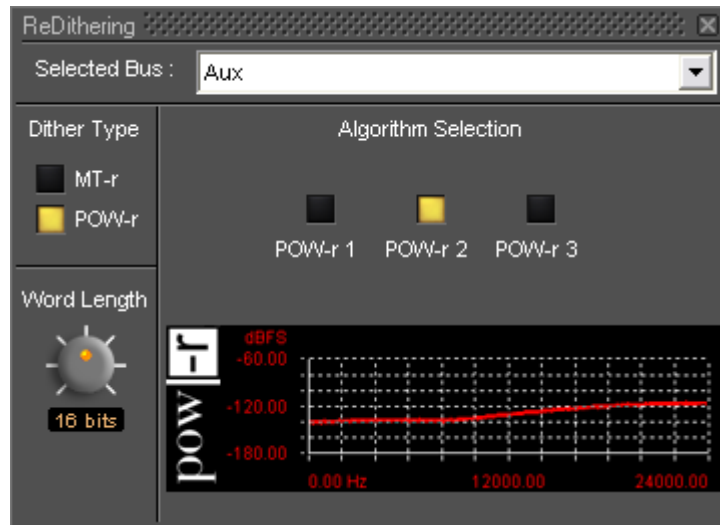 ReDithering
Selected Bus : Aux
Dither Type
MT-r
POW-r
Algorithm Selection
POW-r 1 POW-r 2 POW-r 3
Word Length
16 bits
pow-r
dBFS
-60.00
-120.00
-180.00
0.00 Hz 12000.00 24000.00